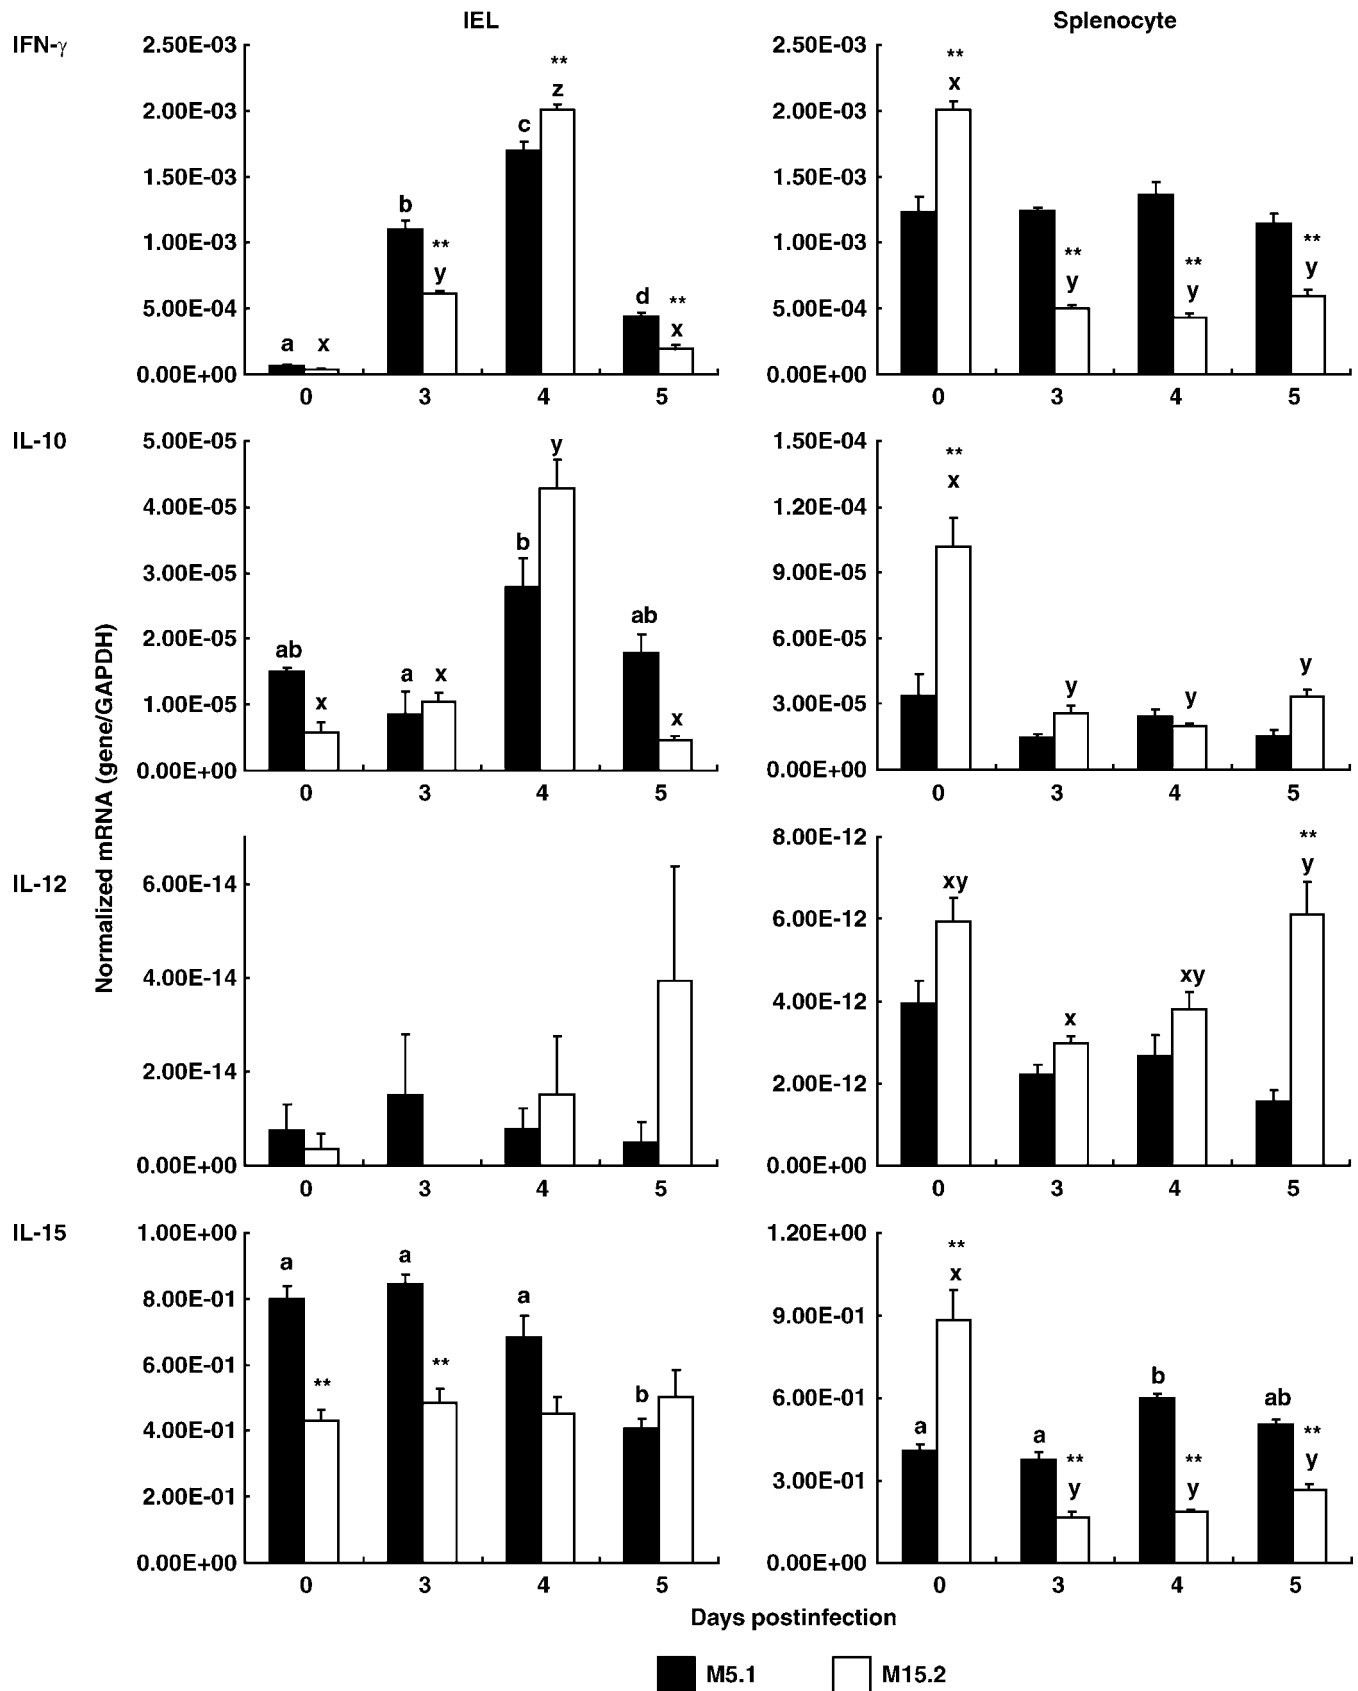 IEL
Splenocyte
IFN-γ
2.50E-03
2.00E-03
1.50E-03
1.00E-03
5.00E-04
0.00E+00
a x b ** y c ** z d ** x
0 3 4 5
2.50E-03
2.00E-03
1.50E-03
1.00E-03
5.00E-04
0.00E+00
** x ** y ** y ** y
0 3 4 5
IL-10
5.00E-05
4.00E-05
3.00E-05
2.00E-05
1.00E-05
0.00E+00
ab x a x b y ab x
0 3 4 5
1.50E-04
1.20E-04
9.00E-05
6.00E-05
3.00E-05
0.00E+00
** x y y y
0 3 4 5
Normalized mRNA (gene/GAPDH)
IL-12
6.00E-14
4.00E-14
2.00E-14
0.00E+00
0 3 4 5
8.00E-12
6.00E-12
4.00E-12
2.00E-12
0.00E+00
xy x xy ** y
0 3 4 5
IL-15
1.00E+00
8.00E-01
6.00E-01
4.00E-01
2.00E-01
0.00E+00
a ** a ** a b
0 3 4 5
1.20E+00
9.00E-01
6.00E-01
3.00E-01
0.00E+00
a ** x a ** y b ** y ab ** y
0 3 4 5
Days postinfection
M5.1
M15.2